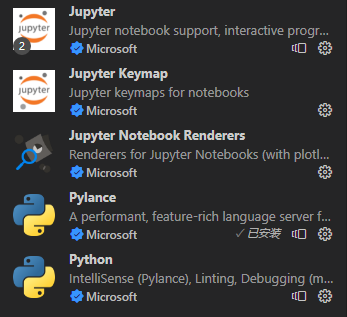 Jupyter
jupyter
2
Jupyter notebook support, interactive progr...
Microsoft
Jupyter Keymap
jupyter
Jupyter keymaps for notebooks
Microsoft
Jupyter Notebook Renderers
Renderers for Jupyter Notebooks (with plotl...
Microsoft
Pylance
A performant, feature-rich language server f...
Microsoft ✓已安装
Python
IntelliSense (Pylance), Linting, Debugging (m...
Microsoft